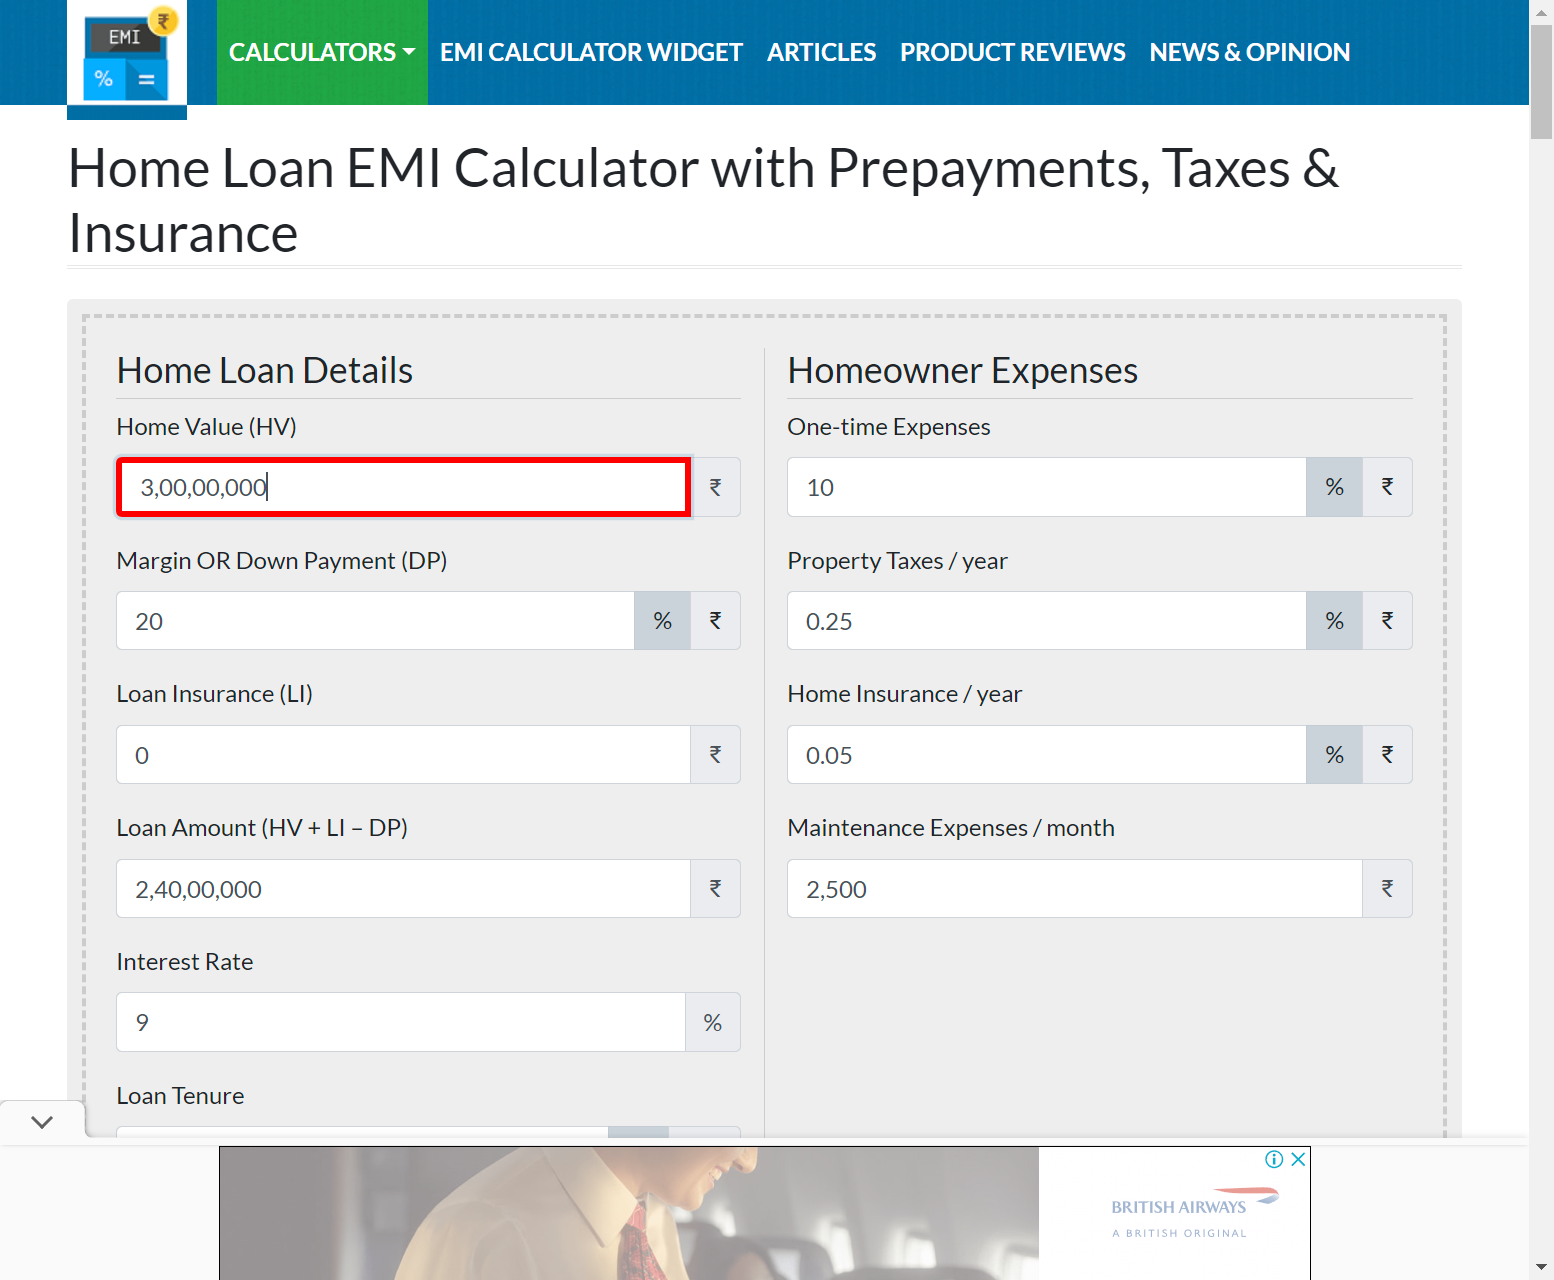 EMI
₹
%
=
CALCULATORS
EMI CALCULATOR WIDGET
ARTICLES
PRODUCT REVIEWS
NEWS & OPINION
Home Loan EMI Calculator with Prepayments, Taxes &
Insurance
Home Loan Details
Home Value (HV)
3,00,00,000 ₹
Margin OR Down Payment (DP)
20 % ₹
Loan Insurance (LI)
0 ₹
Loan Amount (HV + LI – DP)
2,40,00,000 ₹
Interest Rate
9 %
Loan Tenure
Homeowner Expenses
One-time Expenses
10 % ₹
Property Taxes / year
0.25 % ₹
Home Insurance / year
0.05 % ₹
Maintenance Expenses / month
2,500 ₹
BRITISH AIRWAYS
A BRITISH ORIGINAL